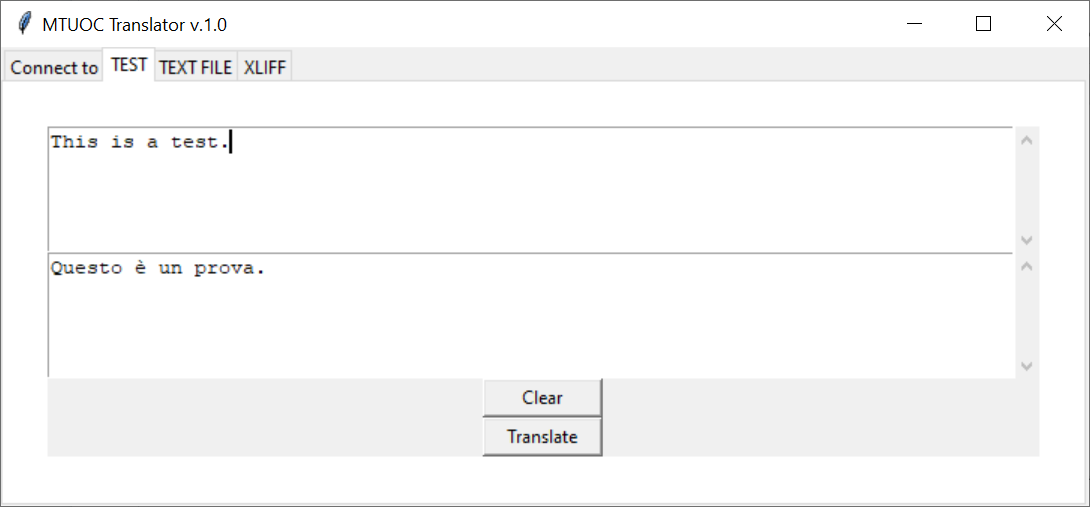 MTUOC Translator v.1.0
Connect to TEST TEXT FILE XLIFF
This is a test.
Questo è un prova.
Clear
Translate